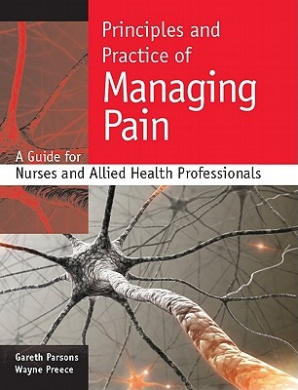 Principles and
Practice of
Managing
Pain
A Guide for
Nurses and Allied Health Professionals
Gareth Parsons
Wayne Preece